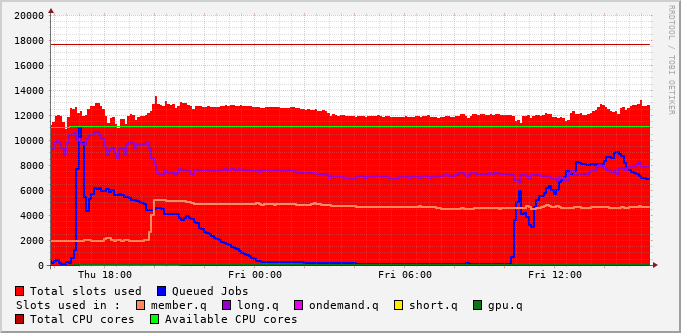 20000
18000
16000
14000
12000
10000
8000
6000
4000
2000
0
Thu 18:00 Fri 00:00 Fri 06:00 Fri 12:00
Total slots used Queued Jobs
Slots used in : member.q long.q ondemand.q short.q gpu.q
Total CPU cores Available CPU cores
RRDTOOL / TOBI OETIKER